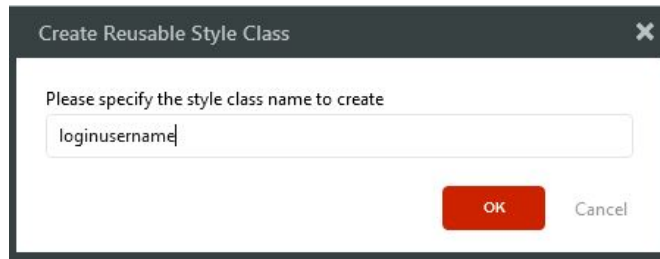 Create Reusable Style Class
Please specify the style class name to create
loginusername
OK
Cancel